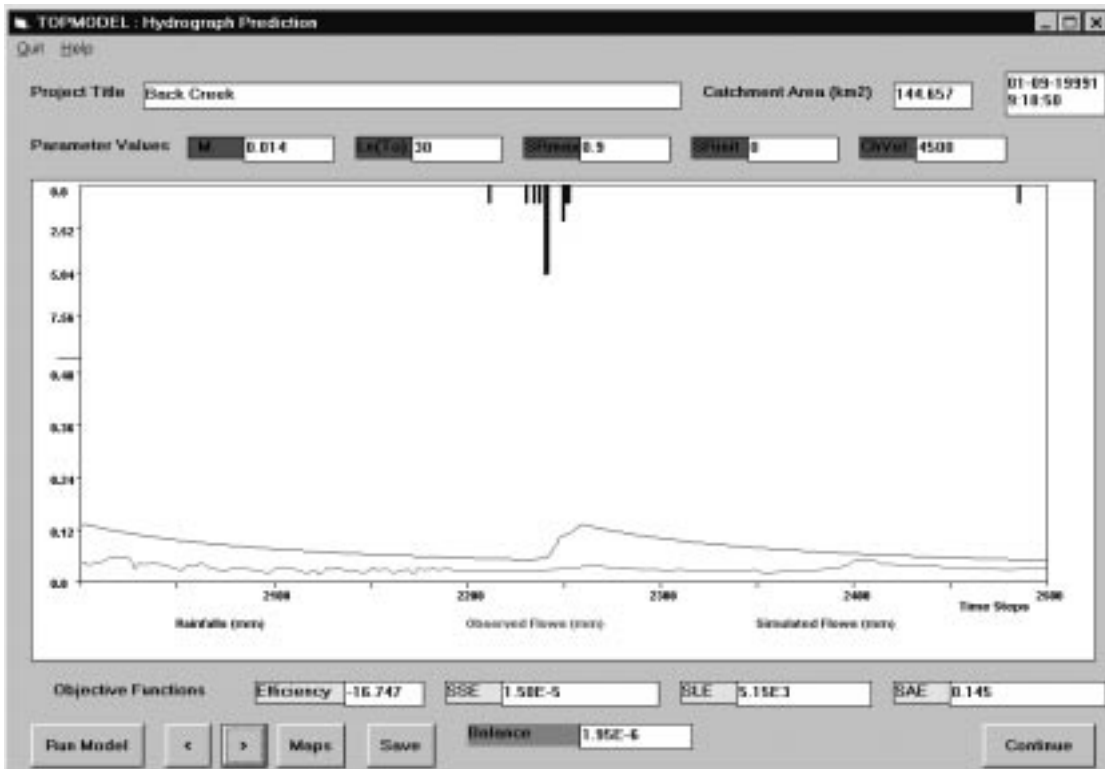 TOPMODEL : Hydrograph Prediction
Quit Help
Project Title Back Creek Catchment Area (km2) 144.657 01-09-19991
9:18:50
Parameter Values M 0.014 Ln(To) 30 SRmax 0.9 SRinit 0 ChVel 4500
0.0
2.52
5.04
7.56
0.48
0.36
0.24
0.12
0.0
2100 2200 2300 2400 2500
Time Steps
Rainfalls (mm) Observed Flows (mm) Simulated Flows (mm)
Objective Functions Efficiency -16.747 SSE 1.50E-5 SLE 5.15E3 SAE 0.145
Run Model < > Maps Save Balance 1.95E-6 Continue